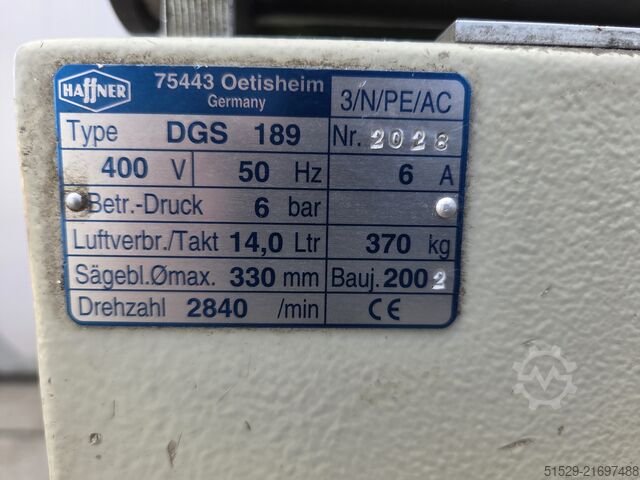 HAffNER
75443 Oetisheim
Germany
3/N/PE/AC
Type DGS 189 Nr. 2028
400 V 50 Hz 6 A
Betr.-Druck 6 bar
Luftverbr./Takt 14,0 Ltr 370 kg
Sägebl.Ømax. 330 mm Bauj. 2002
Drehzahl 2840 /min CE
51529-21697488